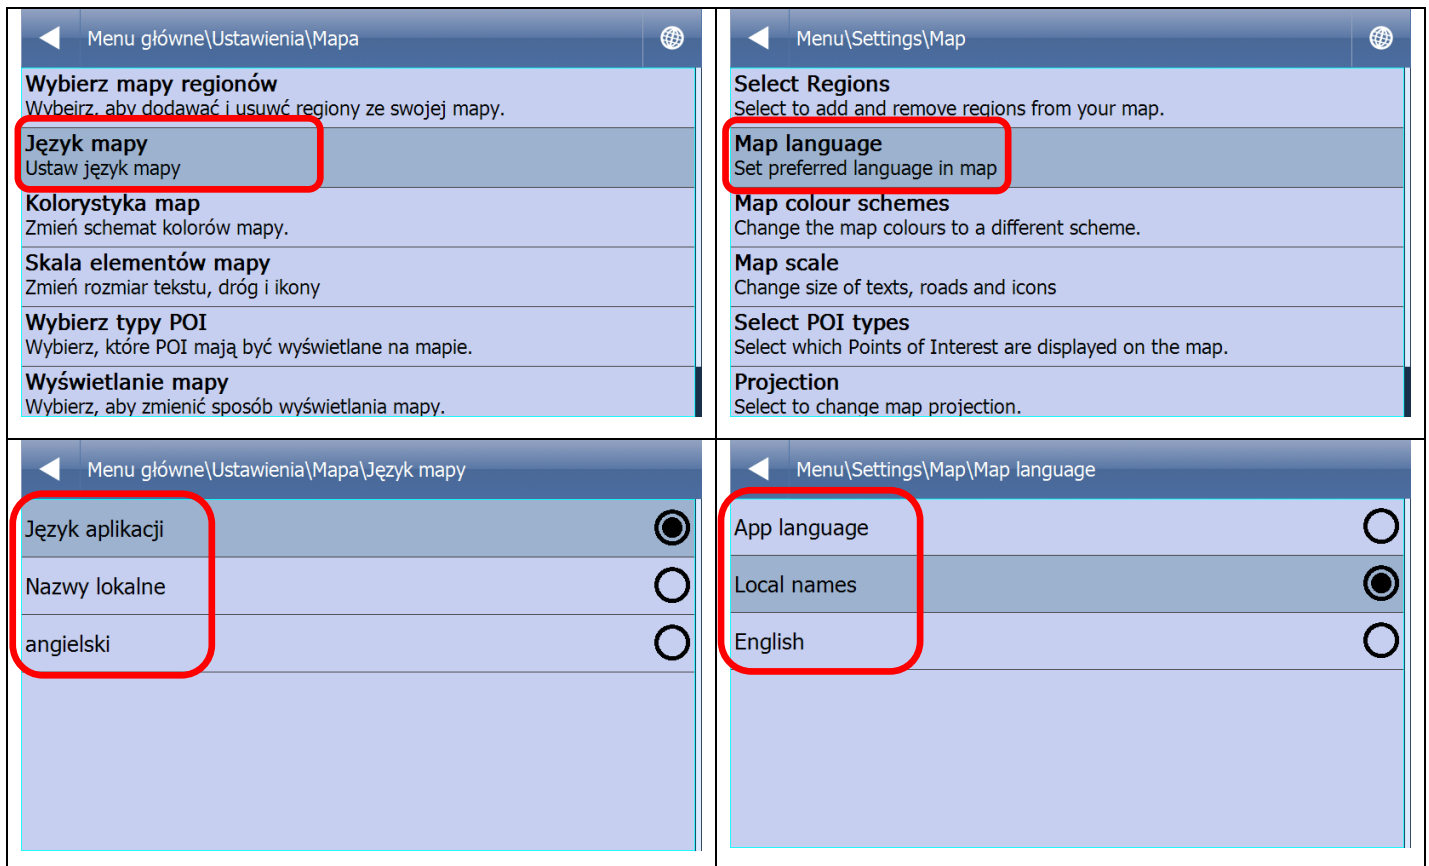 Menu główne\Ustawienia\Mapa
Wybierz mapy regionów
Wybeirz, aby dodawać i usuwć regiony ze swojej mapy.
Język mapy
Ustaw język mapy
Kolorystyka map
Zmień schemat kolorów mapy.
Skala elementów mapy
Zmień rozmiar tekstu, dróg i ikony
Wybierz typy POI
Wybierz, które POI mają być wyświetlane na mapie.
Wyświetlanie mapy
Wybierz, aby zmienić sposób wyświetlania mapy.
Menu\Settings\Map
Select Regions
Select to add and remove regions from your map.
Map language
Set preferred language in map
Map colour schemes
Change the map colours to a different scheme.
Map scale
Change size of texts, roads and icons
Select POI types
Select which Points of Interest are displayed on the map.
Projection
Select to change map projection.
Menu główne\Ustawienia\Mapa\Język mapy
Język aplikacji
Nazwy lokalne
angielski
Menu\Settings\Map\Map language
App language
Local names
English